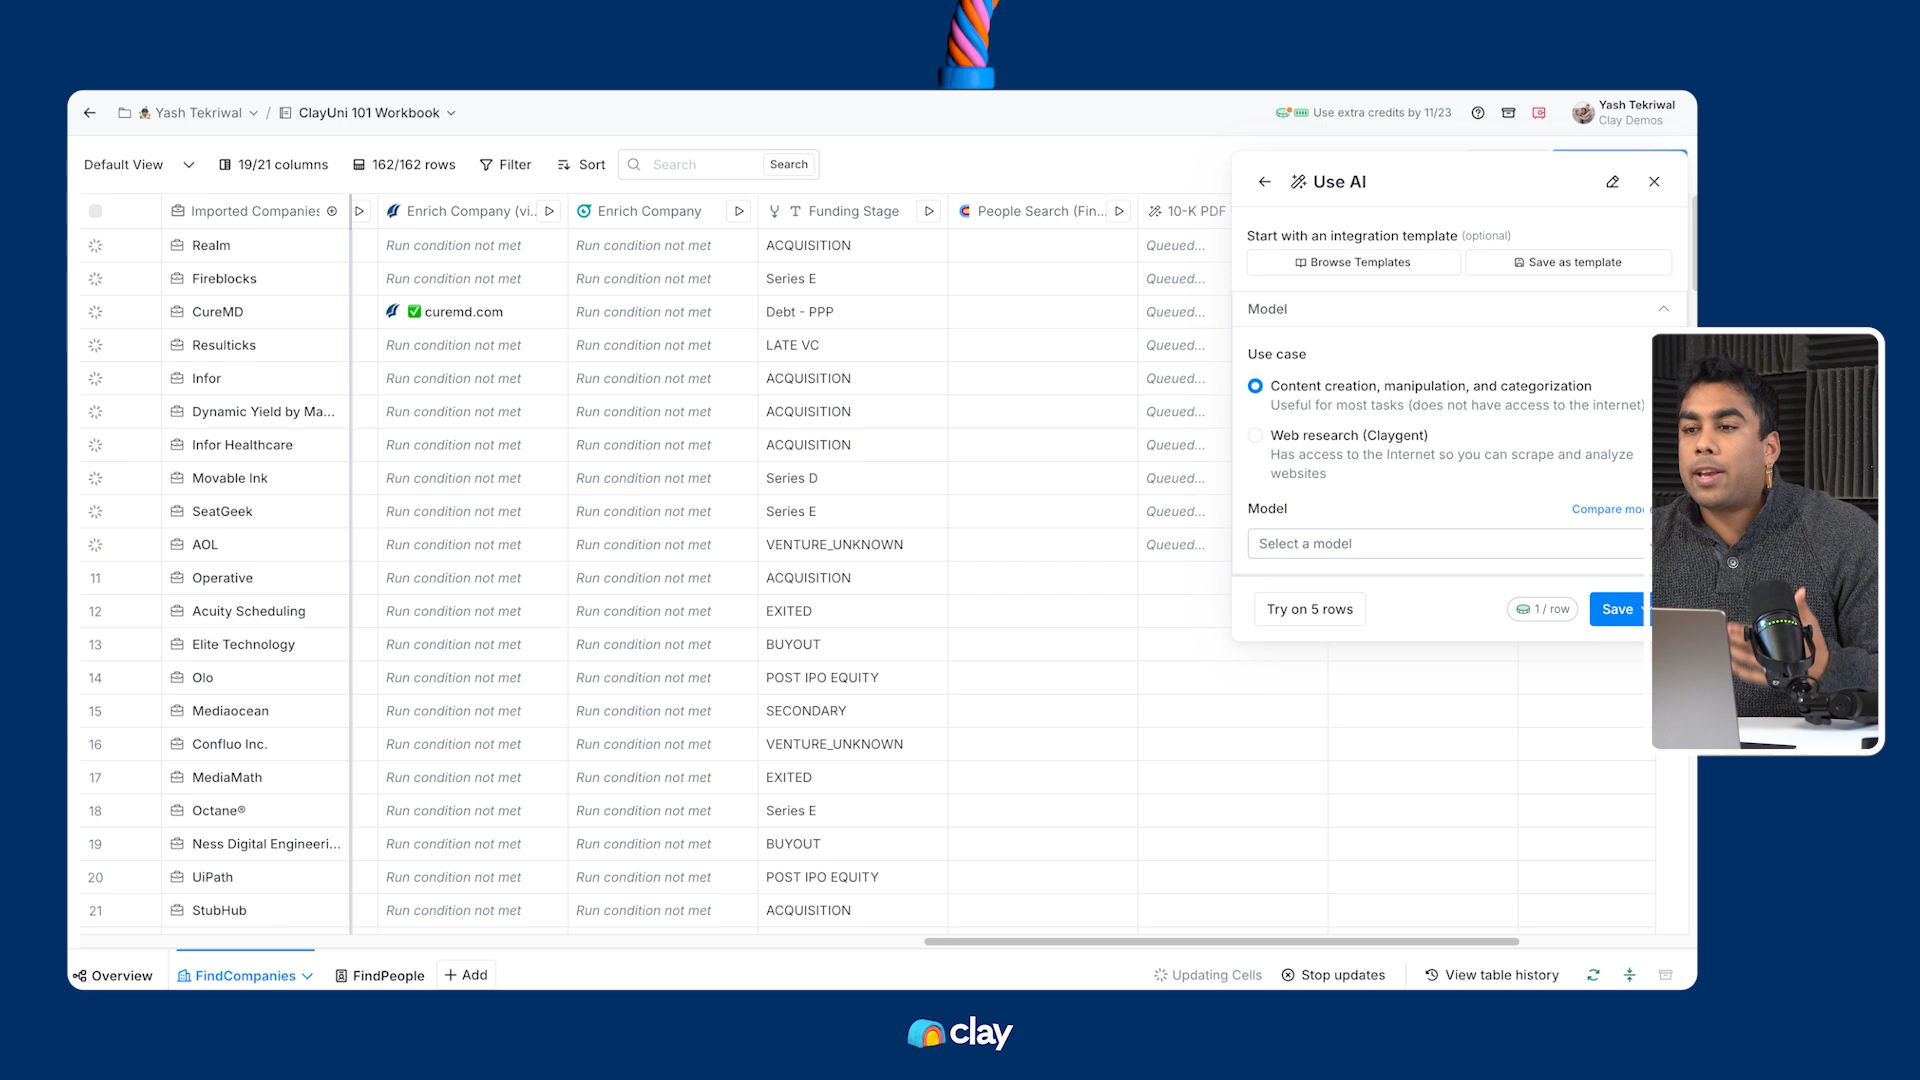 Yash Tekriwal / ClayUni 101 Workbook
Use extra credits by 11/23
Yash Tekriwal
Clay Demos
Default View
19/21 columns
162/162 rows
Filter
Sort
Search
Search
Imported Companies
Enrich Company (vi...
Enrich Company
Funding Stage
People Search (Fin...
10-K PDF
Realm Run condition not met Run condition not met ACQUISITION Queued...
Fireblocks Run condition not met Run condition not met Series E Queued...
CureMD curemd.com Run condition not met Debt - PPP Queued...
Resulticks Run condition not met Run condition not met LATE VC Queued...
Infor Run condition not met Run condition not met ACQUISITION Queued...
Dynamic Yield by Ma... Run condition not met Run condition not met ACQUISITION Queued...
Infor Healthcare Run condition not met Run condition not met ACQUISITION Queued...
Movable Ink Run condition not met Run condition not met Series D Queued...
SeatGeek Run condition not met Run condition not met Series E Queued...
AOL Run condition not met Run condition not met VENTURE_UNKNOWN Queued...
11 Operative Run condition not met Run condition not met ACQUISITION
12 Acuity Scheduling Run condition not met Run condition not met EXITED
13 Elite Technology Run condition not met Run condition not met BUYOUT
14 Olo Run condition not met Run condition not met POST IPO EQUITY
15 Mediaocean Run condition not met Run condition not met SECONDARY
16 Confluo Inc. Run condition not met Run condition not met VENTURE_UNKNOWN
17 MediaMath Run condition not met Run condition not met EXITED
18 Octane® Run condition not met Run condition not met Series E
19 Ness Digital Engineeri... Run condition not met Run condition not met BUYOUT
20 UiPath Run condition not met Run condition not met POST IPO EQUITY
21 StubHub Run condition not met Run condition not met ACQUISITION
Use AI
Start with an integration template (optional)
Browse Templates
Save as template
Model
Use case
Content creation, manipulation, and categorization
Useful for most tasks (does not have access to the internet)
Web research (Claygent)
Has access to the Internet so you can scrape and analyze
websites
Model
Compare mo
Select a model
Try on 5 rows
1 / row
Save
Overview
FindCompanies
FindPeople
+ Add
Updating Cells
Stop updates
View table history
clay